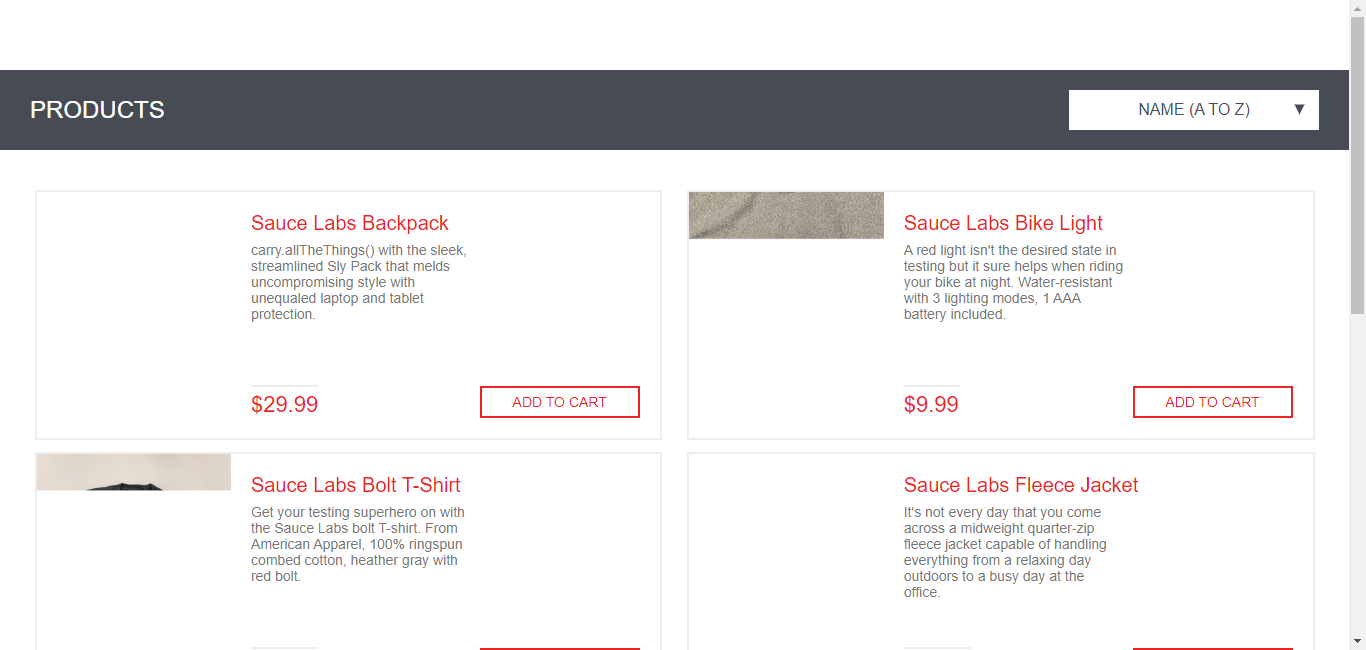 PRODUCTS
NAME (A TO Z) ▼
Sauce Labs Backpack
carry.allTheThings() with the sleek,
streamlined Sly Pack that melds
uncompromising style with
unequaled laptop and tablet
protection.
$29.99
ADD TO CART
Sauce Labs Bike Light
A red light isn't the desired state in
testing but it sure helps when riding
your bike at night. Water-resistant
with 3 lighting modes, 1 AAA
battery included.
$9.99
ADD TO CART
Sauce Labs Bolt T-Shirt
Get your testing superhero on with
the Sauce Labs bolt T-shirt. From
American Apparel, 100% ringspun
combed cotton, heather gray with
red bolt.
Sauce Labs Fleece Jacket
It's not every day that you come
across a midweight quarter-zip
fleece jacket capable of handling
everything from a relaxing day
outdoors to a busy day at the
office.